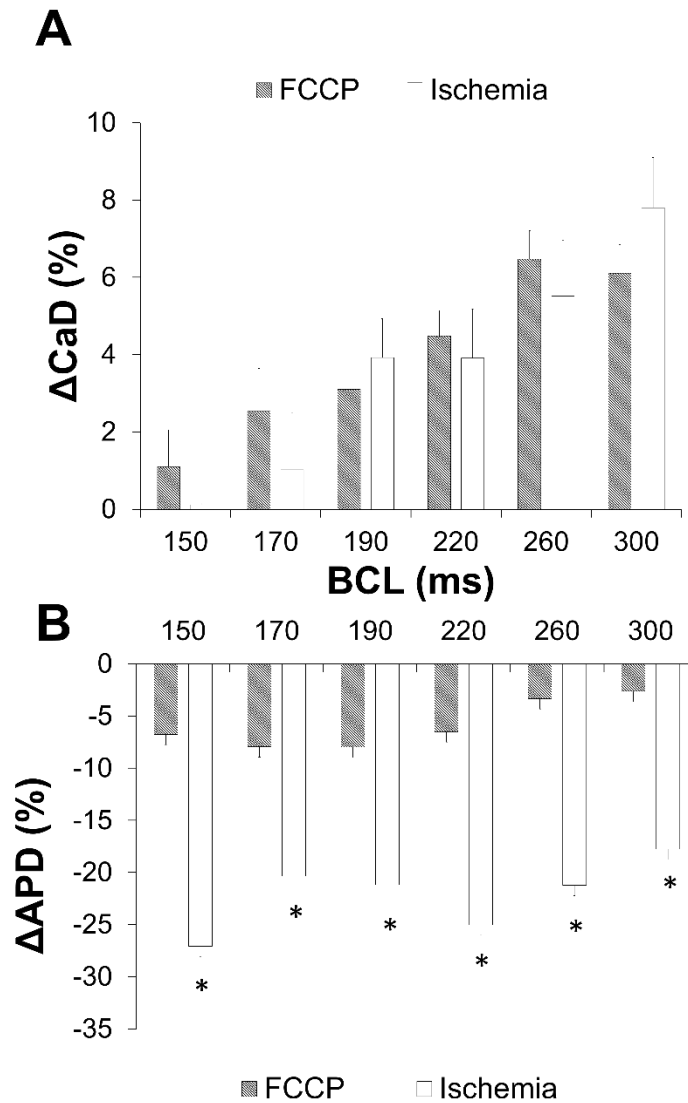 A
FCCP Ischemia
10
8
6
4
2
0
ΔCaD (%)
150 170 190 220 260 300
BCL (ms)
B
150 170 190 220 260 300
0
-5
-10
-15
-20
-25
-30
-35
ΔAPD (%)
* * * * * *
FCCP Ischemia